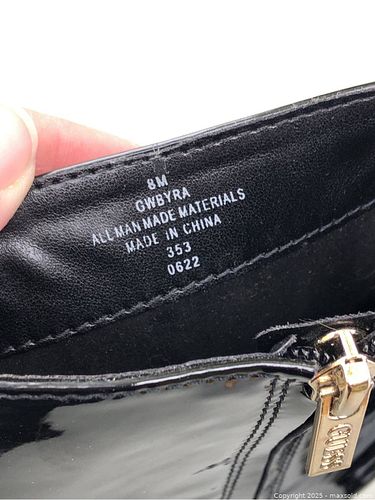 8M
GWBYRA
ALL MAN MADE MATERIALS
MADE IN CHINA
353
0622
GUESS
Copyright 2025 - maxsold.com